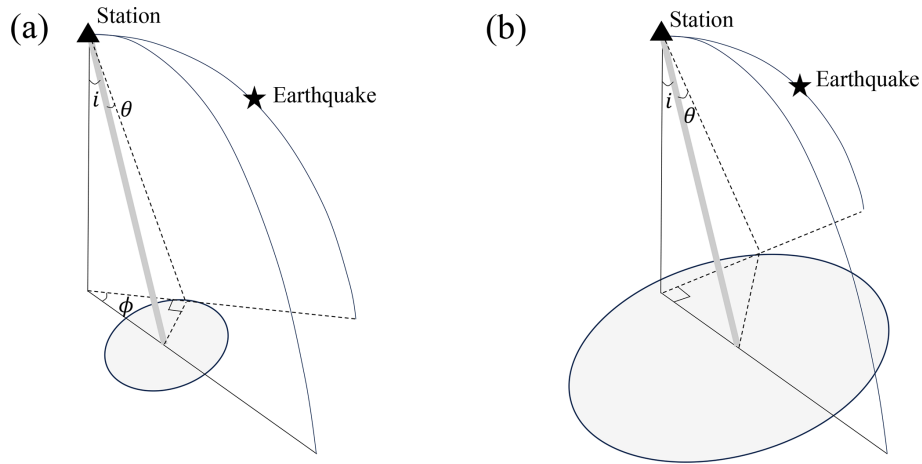 (a)
Station
Earthquake
i
θ
ϕ
(b)
Station
Earthquake
i
θ